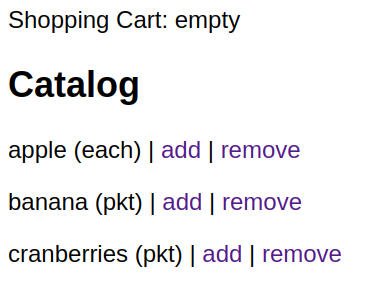 Shopping Cart: empty
Catalog
apple (each) | add | remove
banana (pkt) | add | remove
cranberries (pkt) | add | remove